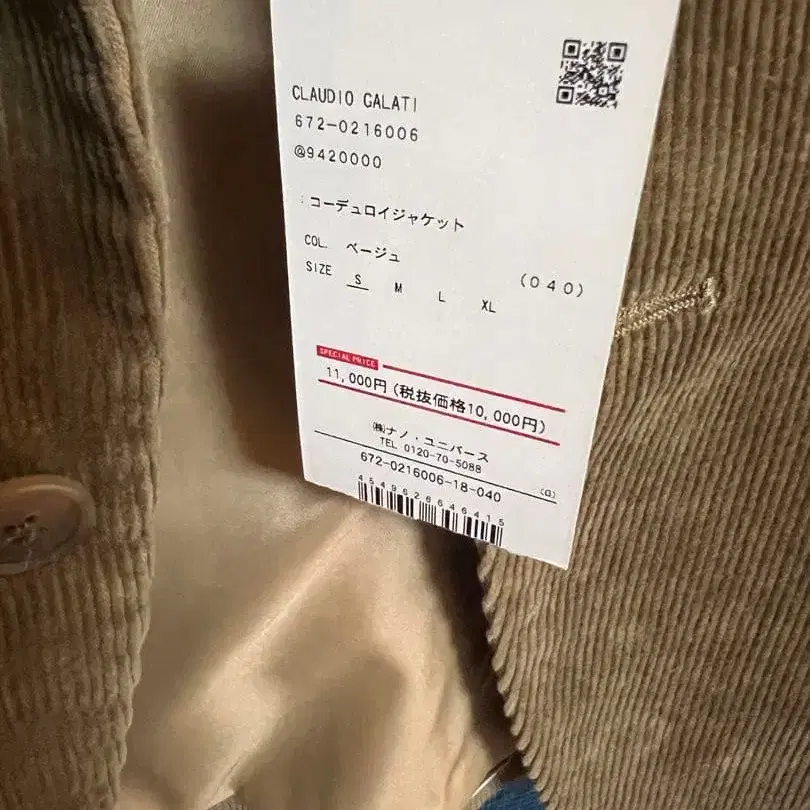 CLAUDIO GALATI
672-0216006
@9420000
コーデュロイジャケット
COL. ベージュ (040)
SIZE S M L XL
SPECIAL PRICE
11,000円(税抜価格10,000円)
㈱ナノ・ユニバース
TEL 0120-70-5088
672-0216006-18-040 (G)
4549626646415